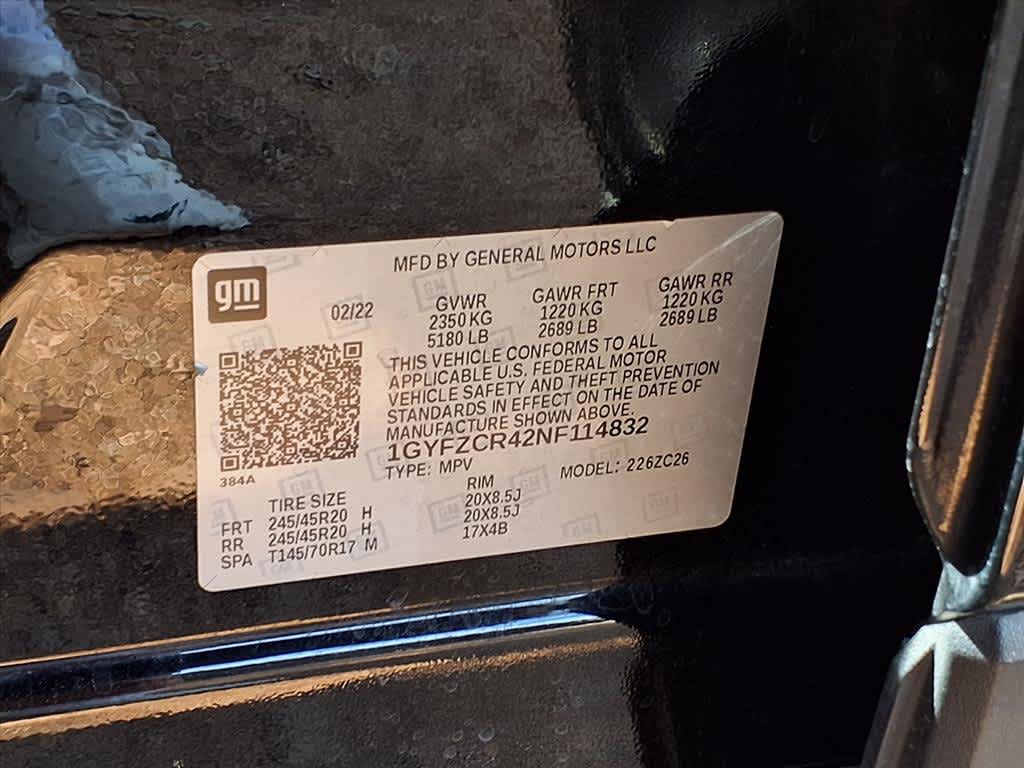 gm
MFD BY GENERAL MOTORS LLC
02/22
GVWR
2350 KG
5180 LB
GAWR FRT
1220 KG
2689 LB
GAWR RR
1220 KG
2689 LB
THIS VEHICLE CONFORMS TO ALL
APPLICABLE U.S. FEDERAL MOTOR
VEHICLE SAFETY AND THEFT PREVENTION
STANDARDS IN EFFECT ON THE DATE OF
MANUFACTURE SHOWN ABOVE.
1GYFZCR42NF114832
TYPE: MPV
MODEL: 226ZC26
384A
TIRE SIZE RIM
FRT 245/45R20 H 20X8.5J
RR 245/45R20 H 20X8.5J
SPA T145/70R17 M 17X4B